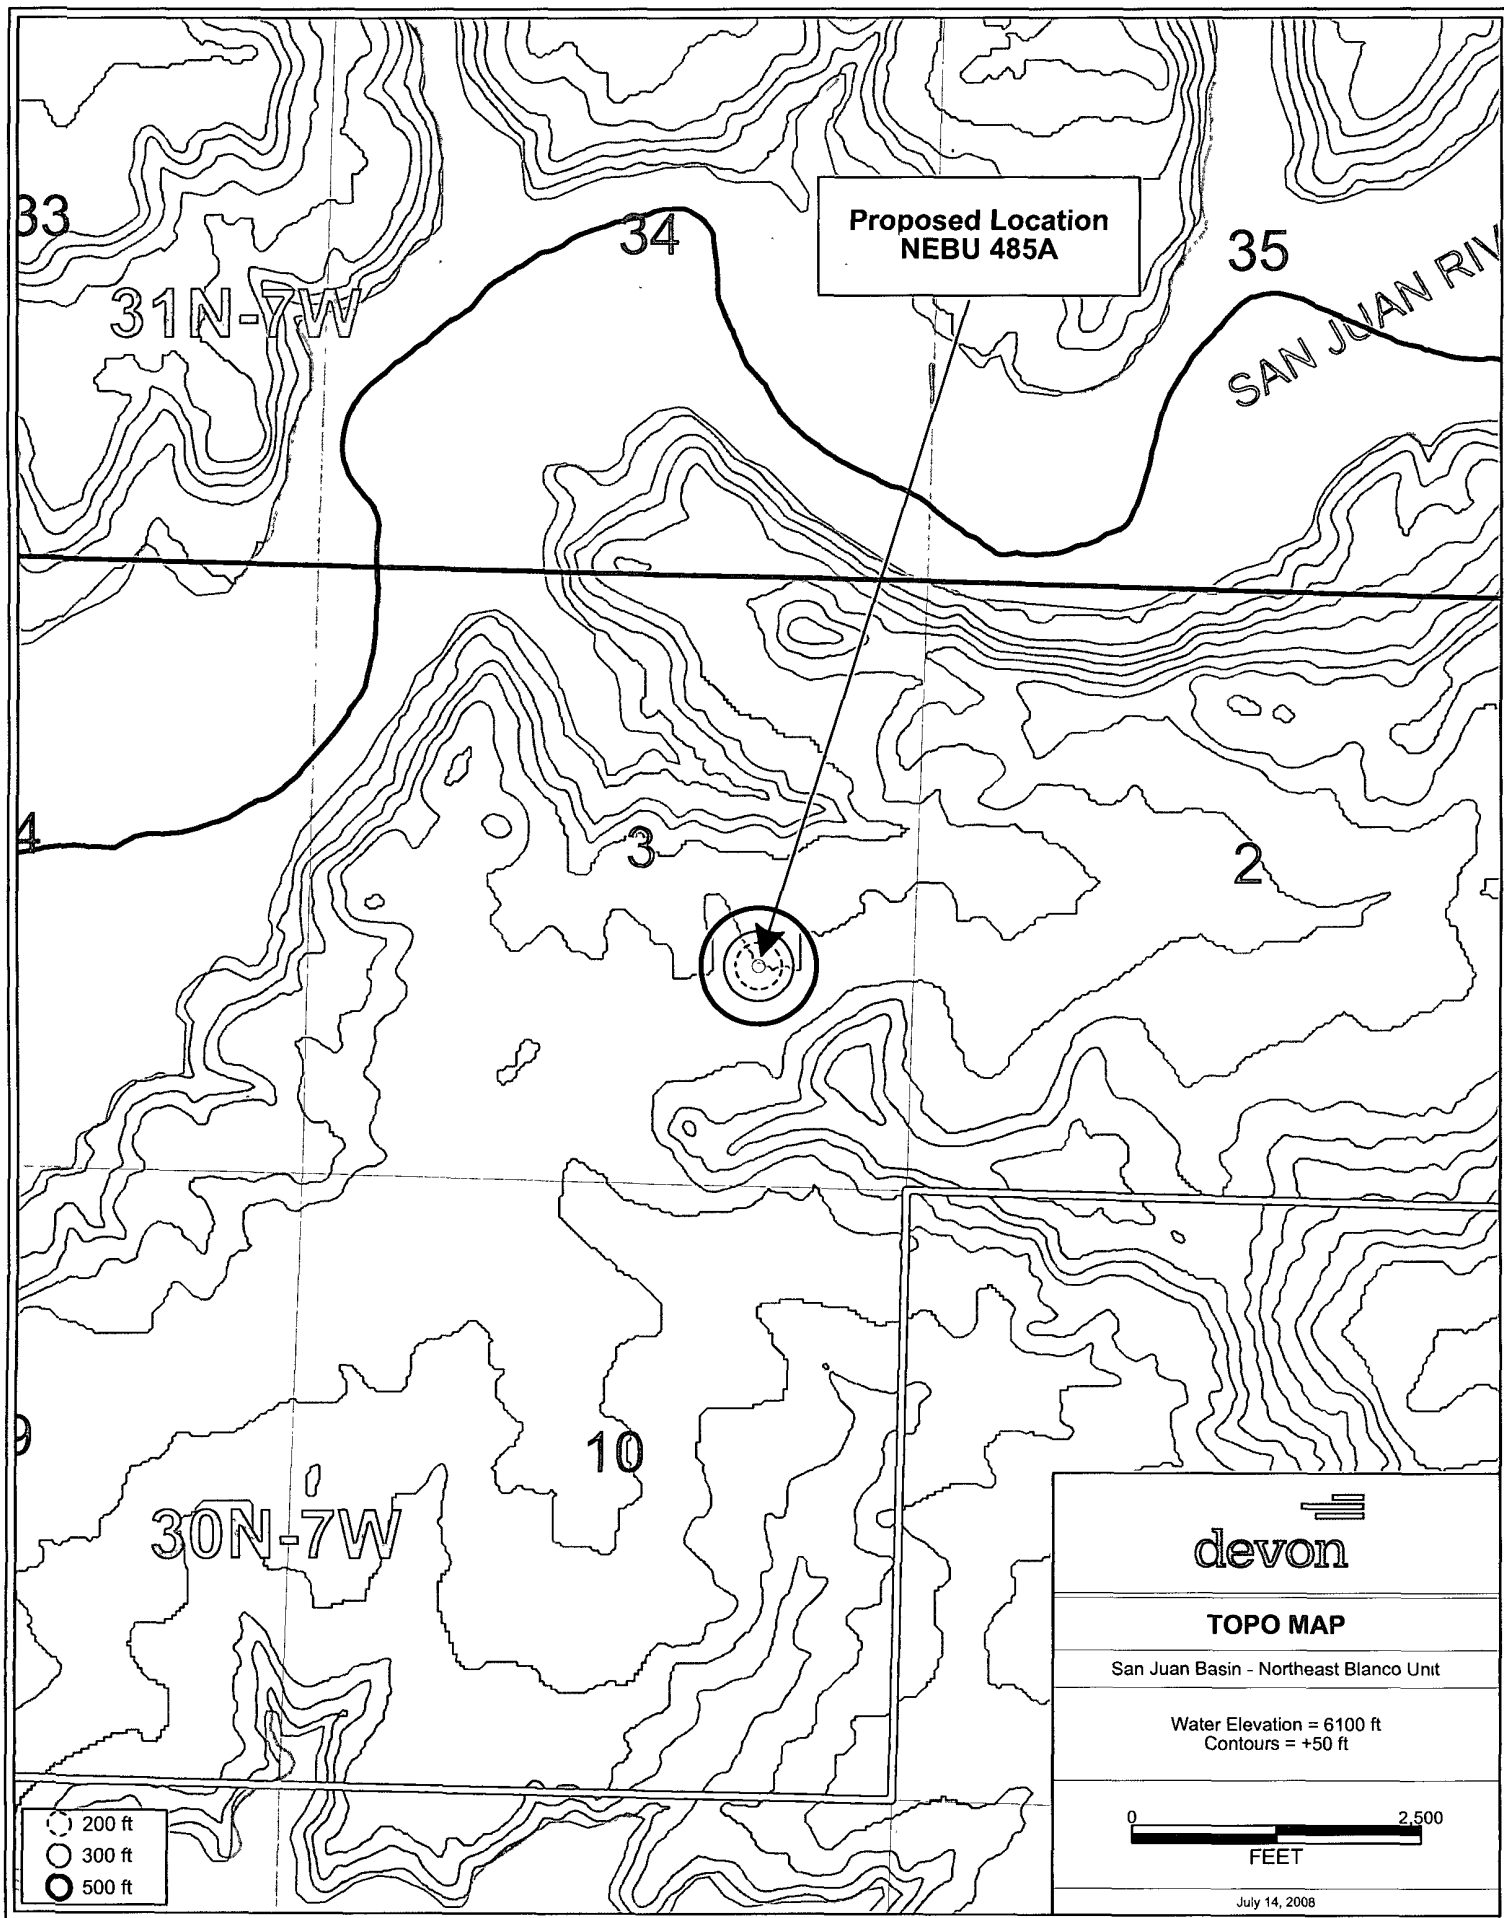 33
34
Proposed Location
NEBU 485A
35
31N-7W
SAN JUAN RIV
4
3
2
9
10
30N-7W
devon
TOPO MAP
San Juan Basin - Northeast Blanco Unit
Water Elevation = 6100 ft
Contours = +50 ft
0 2,500
FEET
July 14, 2008
200 ft
300 ft
500 ft